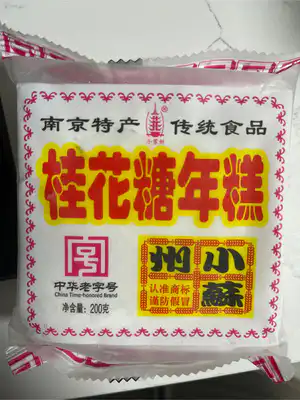 南京特产 传统食品
小蘇州
®
桂花糖年糕
中华老字号
China Time-honored Brand
净含量：200克
小蘇州
认准商标
谨防假冒